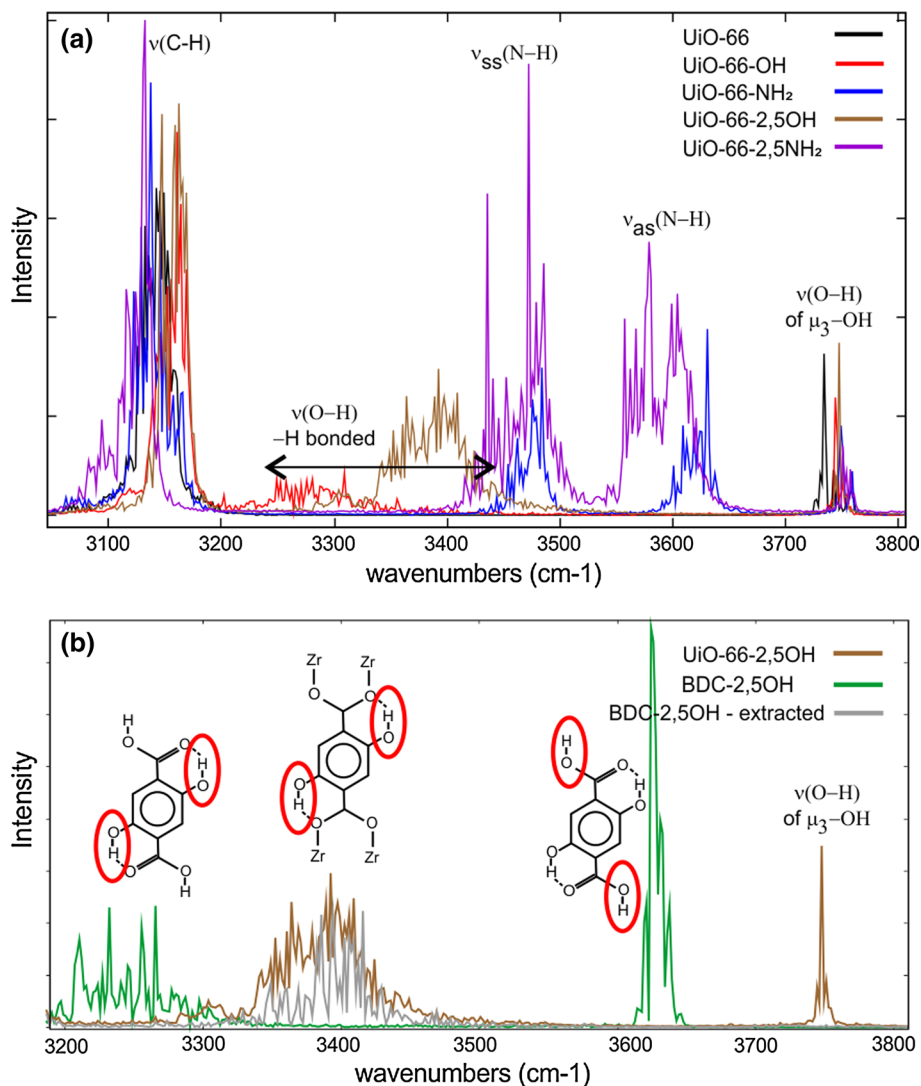 (a)
ν(C-H)
νss(N–H)
νas(N–H)
ν(O–H)
of μ₃–OH
ν(O–H)
–H bonded
UiO-66
UiO-66-OH
UiO-66-NH₂
UiO-66-2,5OH
UiO-66-2,5NH₂
Intensity
3100 3200 3300 3400 3500 3600 3700 3800
wavenumbers (cm-1)
(b)
UiO-66-2,5OH
BDC-2,5OH
BDC-2,5OH - extracted
H
O
O
H
O
O
H
O
O
H
Zr
Zr
O
O
H
O
O
H
O
O
Zr
Zr
H
O
O
H
O
O
H
O
O
H
ν(O–H)
of μ₃–OH
Intensity
3200 3300 3400 3500 3600 3700 3800
wavenumbers (cm-1)